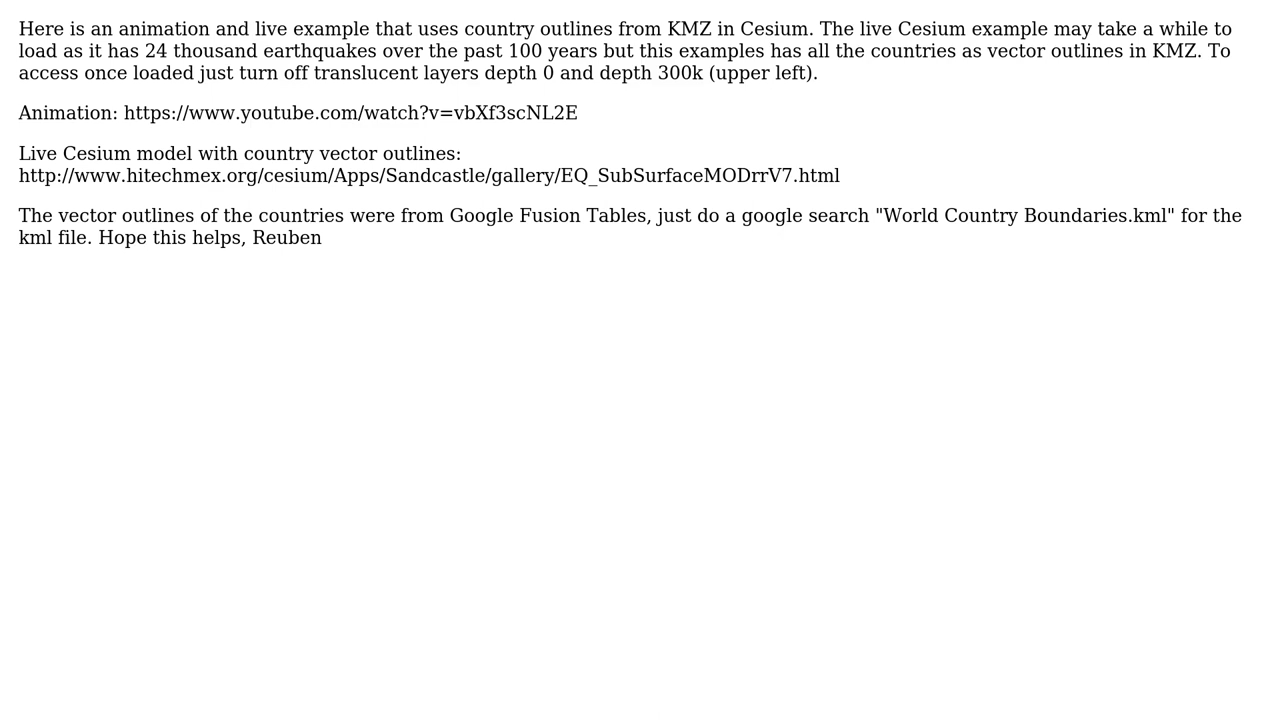 Here is an animation and live example that uses country outlines from KMZ in Cesium. The live Cesium example may take a while to
load as it has 24 thousand earthquakes over the past 100 years but this examples has all the countries as vector outlines in KMZ. To
access once loaded just turn off translucent layers depth 0 and depth 300k (upper left).
Animation: https://www.youtube.com/watch?v=vbXf3scNL2E
Live Cesium model with country vector outlines:
http://www.hitechmex.org/cesium/Apps/Sandcastle/gallery/EQ_SubSurfaceMODrrV7.html
The vector outlines of the countries were from Google Fusion Tables, just do a google search "World Country Boundaries.kml" for the
kml file. Hope this helps, Reuben